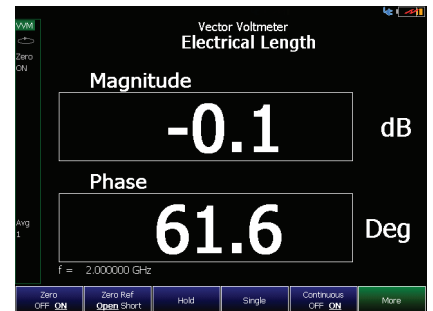 VVM
Vector Voltmeter
Electrical Length
Zero
ON
Magnitude
-0.1 dB
Phase
61.6 Deg
Avg
1
f = 2.000000 GHz
Zero
OFF ON
Zero Ref
Open Short
Hold
Single
Continuous
OFF ON
More